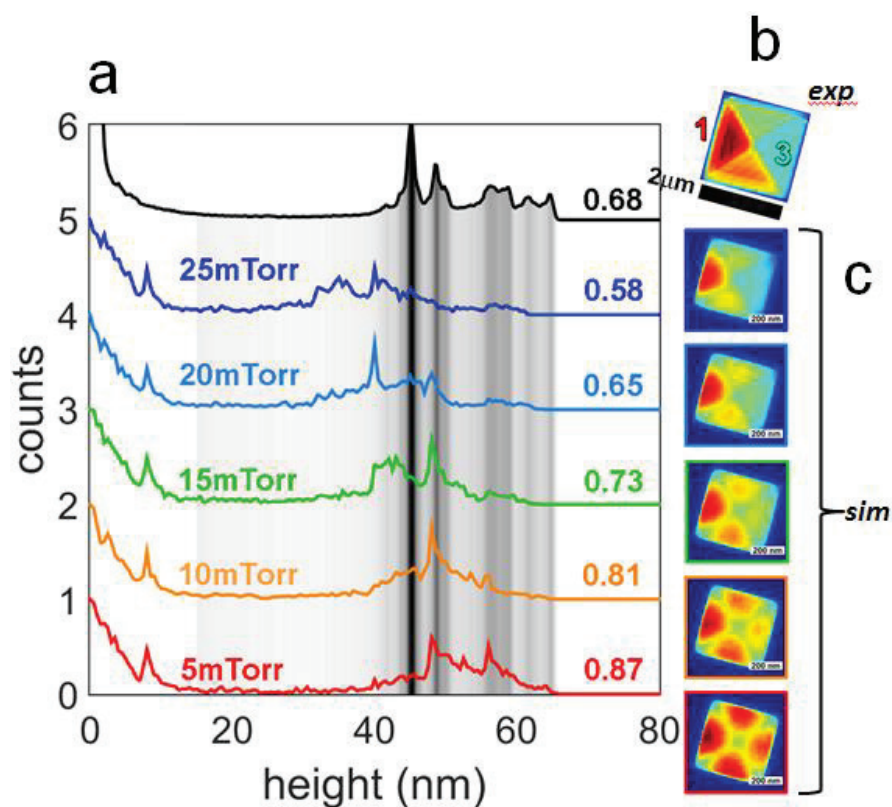 a
b
exp
1
3
2μm
6
5
4
3
2
1
0
counts
0.68
25mTorr
0.58
20mTorr
0.65
15mTorr
0.73
10mTorr
0.81
5mTorr
0.87
0
20
40
60
80
height (nm)
c
200 nm
200 nm
200 nm
200 nm
200 nm
sim